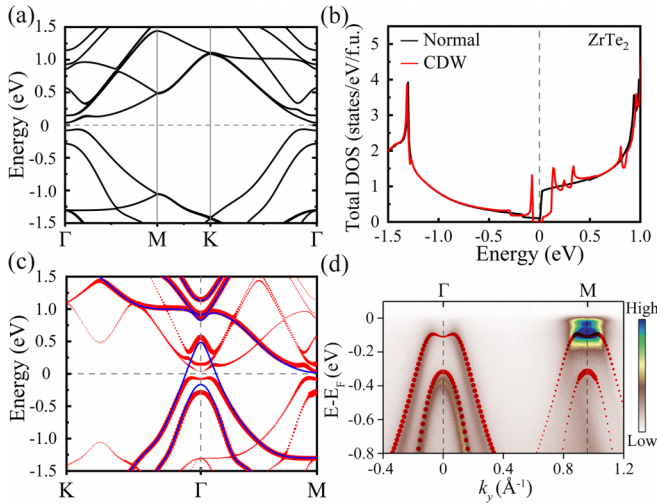 (a)
1.5
1.0
0.5
0
-0.5
-1.0
-1.5
Energy (eV)
Γ M K Γ
(b)
5
4
3
2
1
0
Total DOS (states/eV/f.u.)
Normal
CDW
ZrTe₂
-1.5 -1.0 -0.5 0 0.5 1.0
Energy (eV)
(c)
1.5
1.0
0.5
0
-0.5
-1.0
-1.5
Energy (eV)
K Γ M
(d)
Γ M
0
-0.2
-0.4
-0.6
-0.8
E-E_F (eV)
-0.4 0 0.4 0.8 1.2
k_y (Å⁻¹)
High
Low